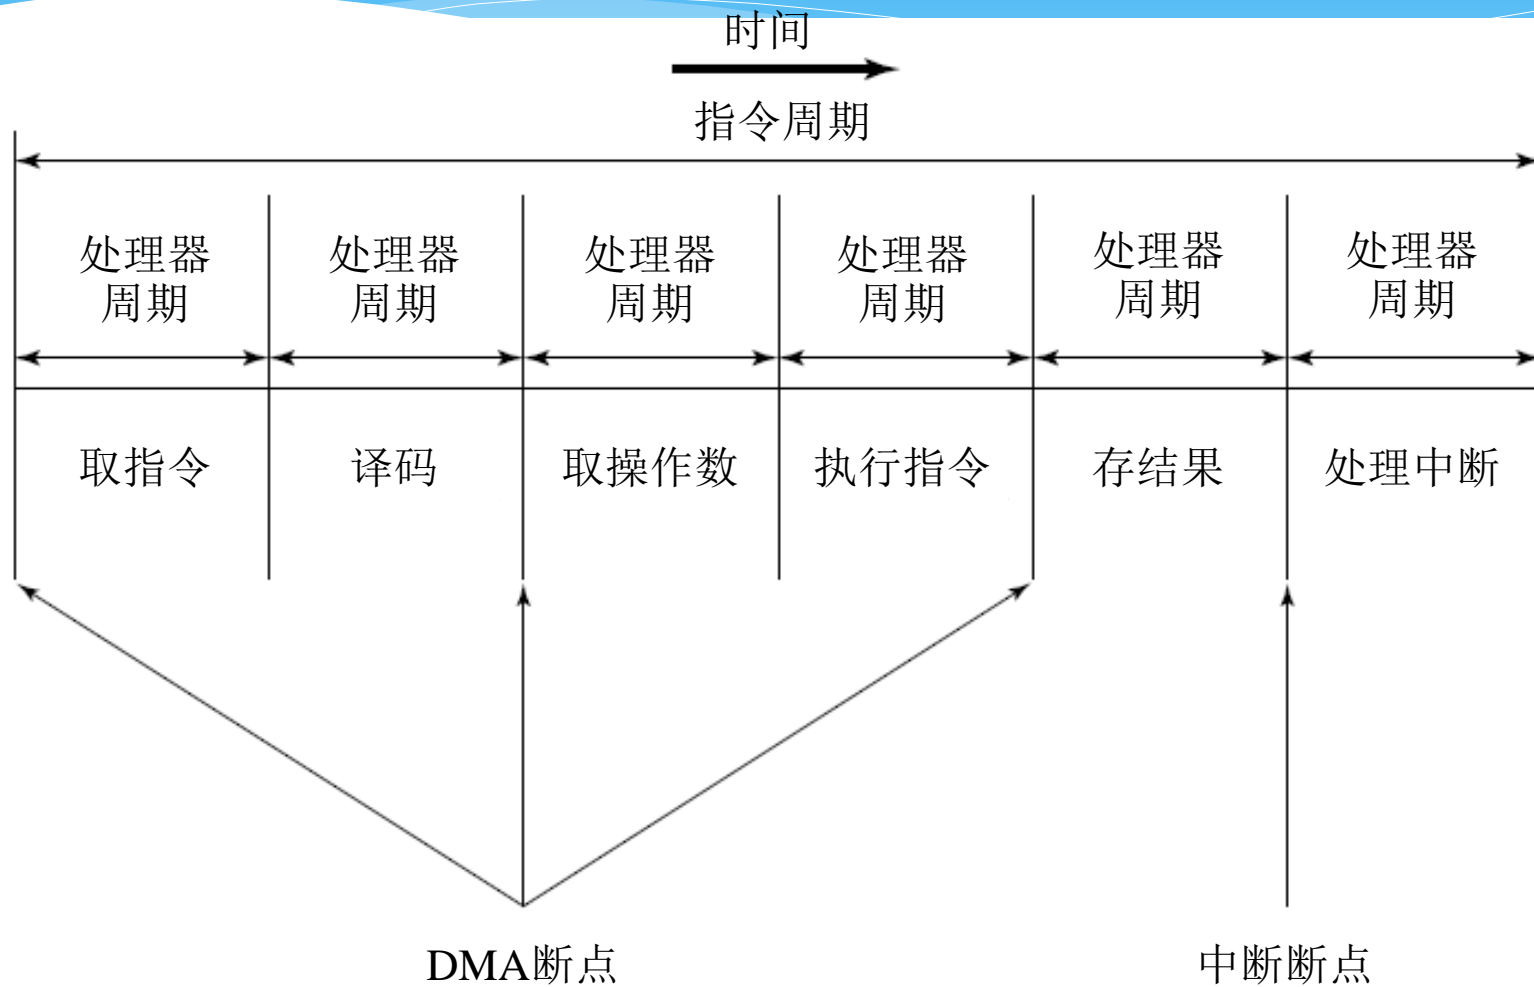 时间
指令周期
处理器
周期
处理器
周期
处理器
周期
处理器
周期
处理器
周期
处理器
周期
取指令
译码
取操作数
执行指令
存结果
处理中断
DMA断点
中断断点